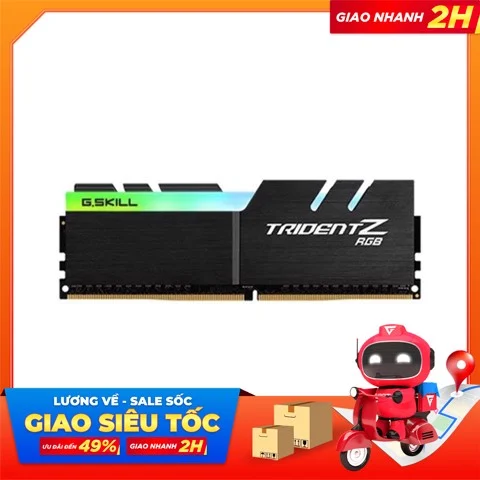 GIAO NHANH 2H
G.SKILL
TRIDENTZ
RGB
LƯƠNG VỀ - SALE SỐC
GIAO SIÊU TỐC
ƯU ĐÃI ĐẾN 49%
GIAO NHANH 2H